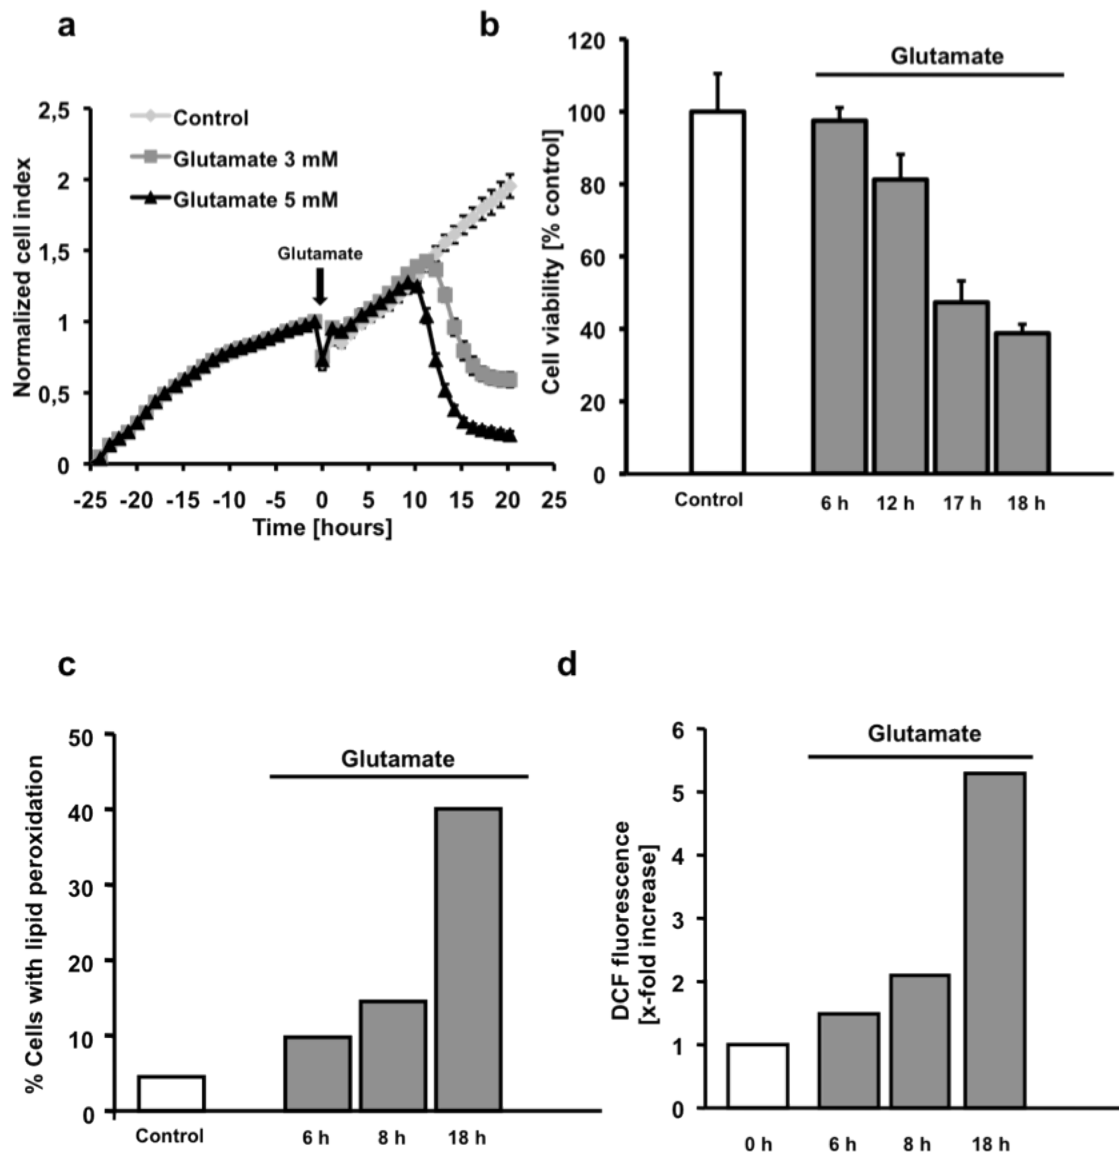 a
Normalized cell index
2,5
2
1,5
1
0,5
0
Control
Glutamate 3 mM
Glutamate 5 mM
Glutamate
-25 -20 -15 -10 -5 0 5 10 15 20 25
Time [hours]
b
Cell viability [% control]
120
100
80
60
40
20
0
Glutamate
Control 6 h 12 h 17 h 18 h
c
% Cells with lipid peroxidation
50
40
30
20
10
0
Glutamate
Control 6 h 8 h 18 h
d
DCF fluorescence
[x-fold increase]
6
5
4
3
2
1
0
Glutamate
0 h 6 h 8 h 18 h